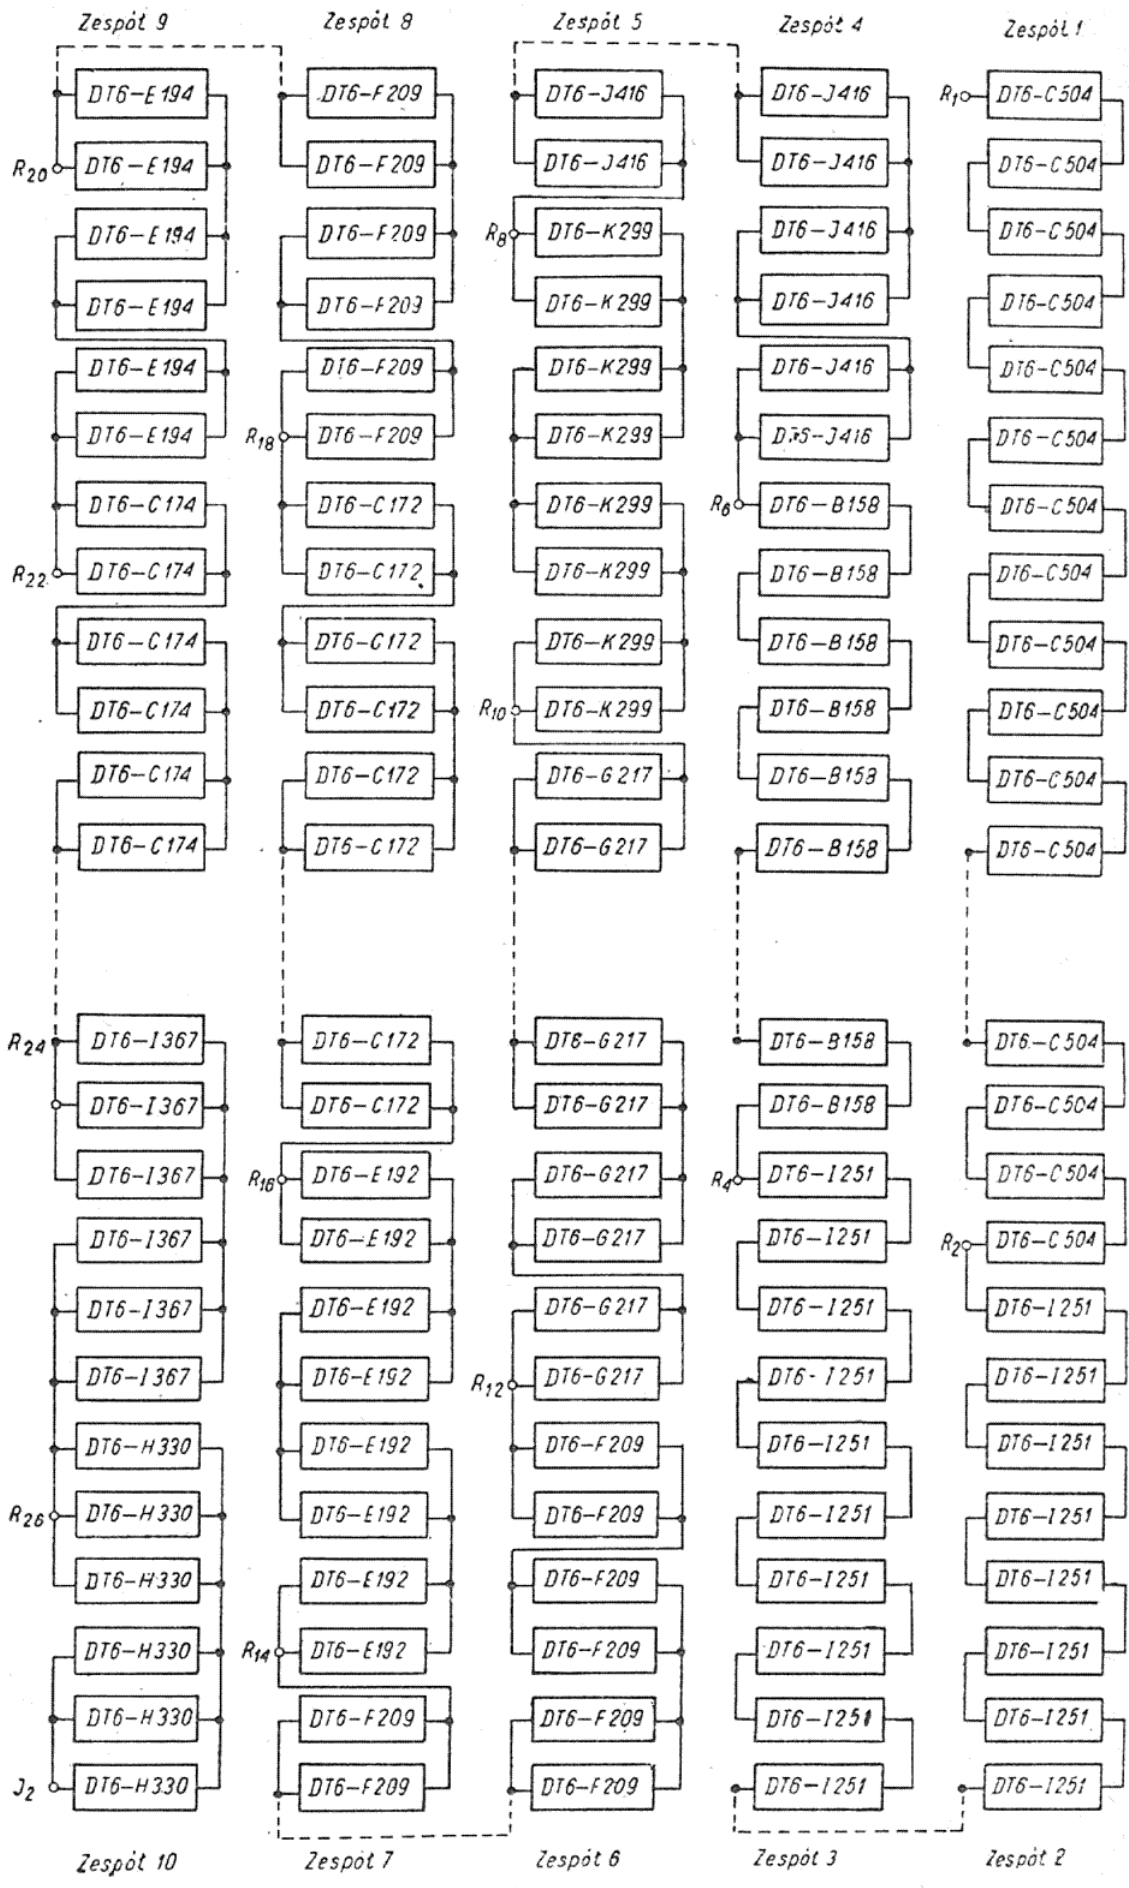 Zespół 9
DT6-E194
R20 DT6-E194
DT6-E194
DT6-E194
DT6-E194
DT6-E194
DT6-C174
R22 DT6-C174
DT6-C174
DT6-C174
DT6-C174
DT6-C174
Zespół 8
DT6-F209
DT6-F209
DT6-F209
DT6-F209
DT6-F209
R18 DT6-F209
DT6-C172
DT6-C172
DT6-C172
DT6-C172
DT6-C172
DT6-C172
Zespół 5
DT6-J416
DT6-J416
R8 DT6-K299
DT6-K299
DT6-K299
DT6-K299
DT6-K299
DT6-K299
DT6-K299
R10 DT6-K299
DT6-G217
DT6-G217
Zespół 4
DT6-J416
DT6-J416
DT6-J416
DT6-J416
DT6-J416
DT6-J416
R6 DT6-B158
DT6-B158
DT6-B158
DT6-B158
DT6-B158
DT6-B158
Zespół 1
R1 DT6-C504
DT6-C504
DT6-C504
DT6-C504
DT6-C504
DT6-C504
DT6-C504
DT6-C504
DT6-C504
DT6-C504
DT6-C504
DT6-C504
R24 DT6-I367
DT6-I367
DT6-I367
DT6-I367
DT6-I367
DT6-I367
DT6-H330
R26 DT6-H330
DT6-H330
DT6-H330
DT6-H330
J2 DT6-H330
Zespół 10
DT6-C172
DT6-C172
R16 DT6-E192
DT6-E192
DT6-E192
DT6-E192
DT6-E192
DT6-E192
DT6-E192
R14 DT6-E192
DT6-F209
DT6-F209
Zespół 7
DT6-G217
DT6-G217
DT6-G217
DT6-G217
DT6-G217
R12 DT6-G217
DT6-F209
DT6-F209
DT6-F209
DT6-F209
DT6-F209
DT6-F209
Zespół 6
DT6-B158
DT6-B158
R4 DT6-I251
DT6-I251
DT6-I251
DT6-I251
DT6-I251
DT6-I251
DT6-I251
DT6-I251
DT6-I251
DT6-I251
Zespół 3
DT6-C504
DT6-C504
DT6-C504
R2 DT6-C504
DT6-I251
DT6-I251
DT6-I251
DT6-I251
DT6-I251
DT6-I251
DT6-I251
DT6-I251
Zespół 2